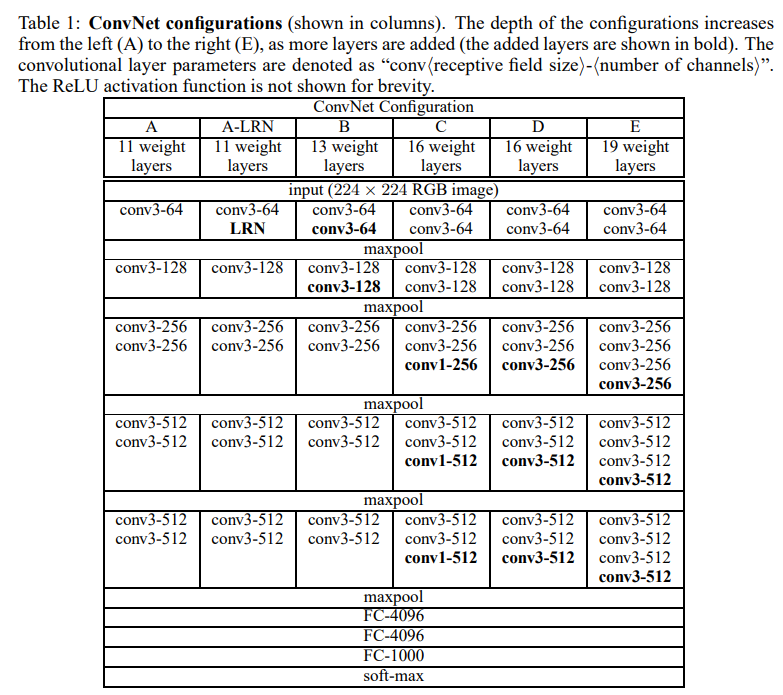 Table 1: ConvNet configurations (shown in columns). The depth of the configurations increases
from the left (A) to the right (E), as more layers are added (the added layers are shown in bold). The
convolutional layer parameters are denoted as “conv⟨receptive field size⟩-⟨number of channels⟩”.
The ReLU activation function is not shown for brevity.
ConvNet Configuration
A A-LRN B C D E
11 weight 11 weight 13 weight 16 weight 16 weight 19 weight
layers layers layers layers layers layers
input (224 × 224 RGB image)
conv3-64 conv3-64 conv3-64 conv3-64 conv3-64 conv3-64
LRN conv3-64 conv3-64 conv3-64 conv3-64
maxpool
conv3-128 conv3-128 conv3-128 conv3-128 conv3-128 conv3-128
conv3-128 conv3-128 conv3-128 conv3-128
maxpool
conv3-256 conv3-256 conv3-256 conv3-256 conv3-256 conv3-256
conv3-256 conv3-256 conv3-256 conv3-256 conv3-256 conv3-256
conv1-256 conv3-256 conv3-256
conv3-256
maxpool
conv3-512 conv3-512 conv3-512 conv3-512 conv3-512 conv3-512
conv3-512 conv3-512 conv3-512 conv3-512 conv3-512 conv3-512
conv1-512 conv3-512 conv3-512
conv3-512
maxpool
conv3-512 conv3-512 conv3-512 conv3-512 conv3-512 conv3-512
conv3-512 conv3-512 conv3-512 conv3-512 conv3-512 conv3-512
conv1-512 conv3-512 conv3-512
conv3-512
maxpool
FC-4096
FC-4096
FC-1000
soft-max